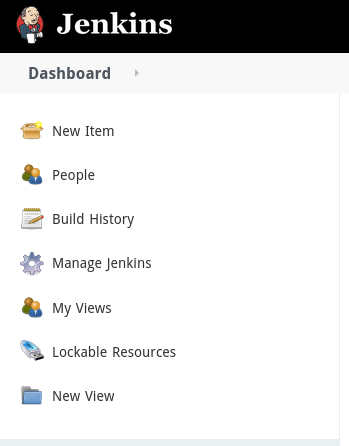 Jenkins
Dashboard
New Item
People
Build History
Manage Jenkins
My Views
Lockable Resources
New View